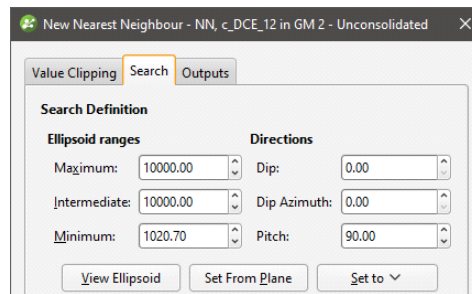 New Nearest Neighbour - NN, c_DCE_12 in GM 2 - Unconsolidated
Value Clipping Search Outputs
Search Definition
Ellipsoid ranges Directions
Maximum: 10000.00 Dip: 0.00
Intermediate: 10000.00 Dip Azimuth: 0.00
Minimum: 1020.70 Pitch: 90.00
View Ellipsoid Set From Plane Set to